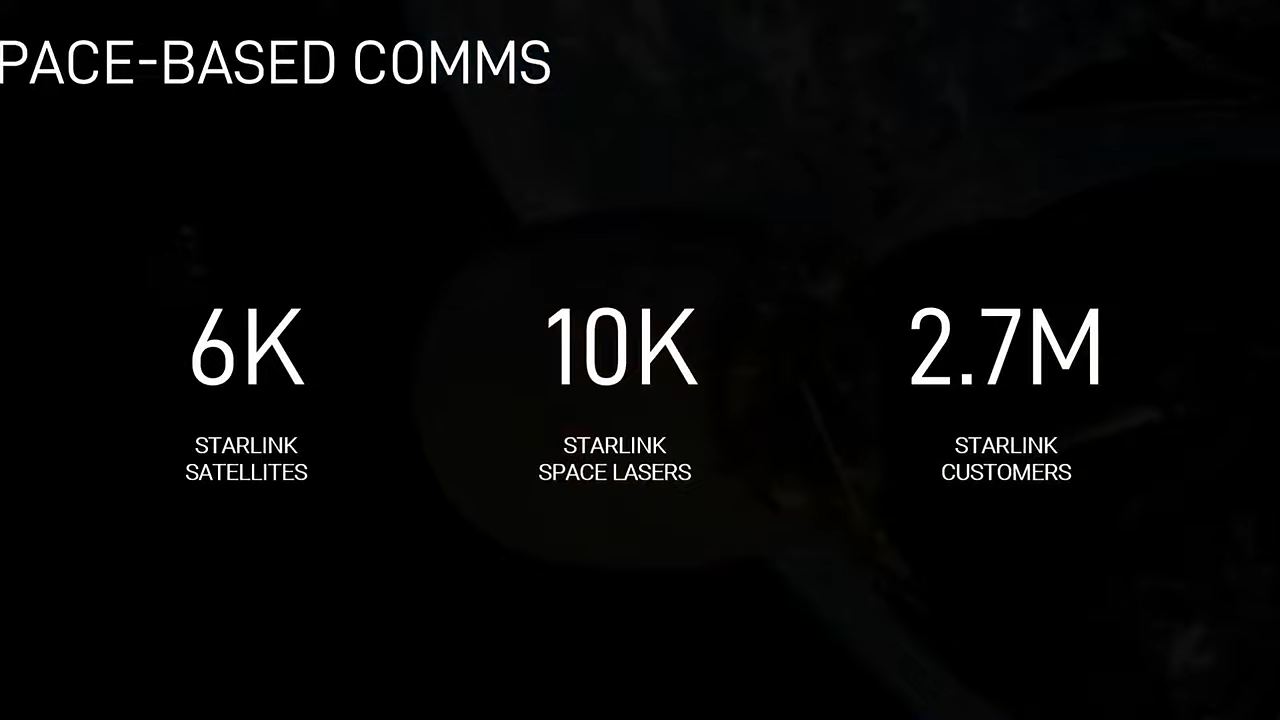 PACE-BASED COMMS
6K
STARLINK
SATELLITES
10K
STARLINK
SPACE LASERS
2.7M
STARLINK
CUSTOMERS